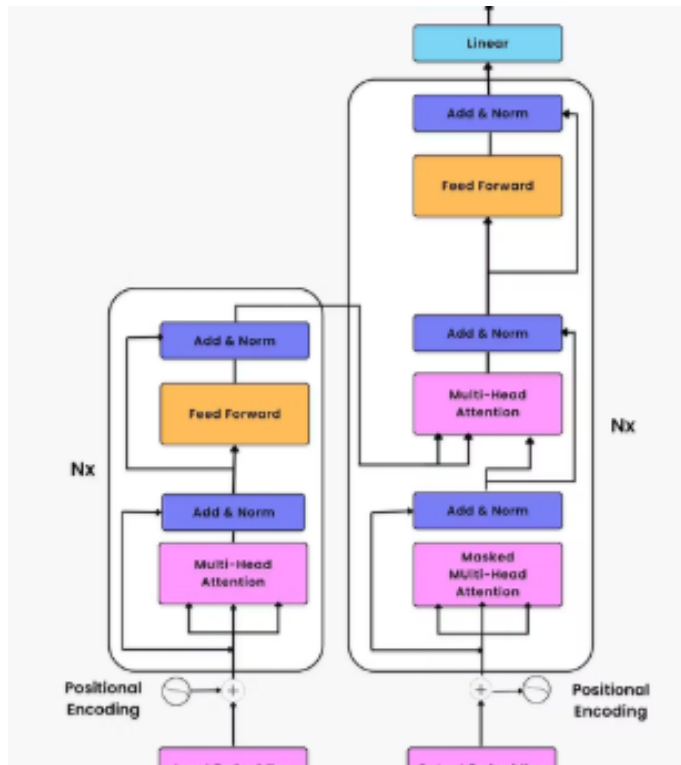 Linear
Add & Norm
Feed Forward
Add & Norm
Multi-Head
Attention
Nx
Add & Norm
Masked
MUlti-Head
Attention
Positional
Encoding
Add & Norm
Feed Forward
Nx
Add & Norm
Multi-Head
Attention
Positional
Encoding